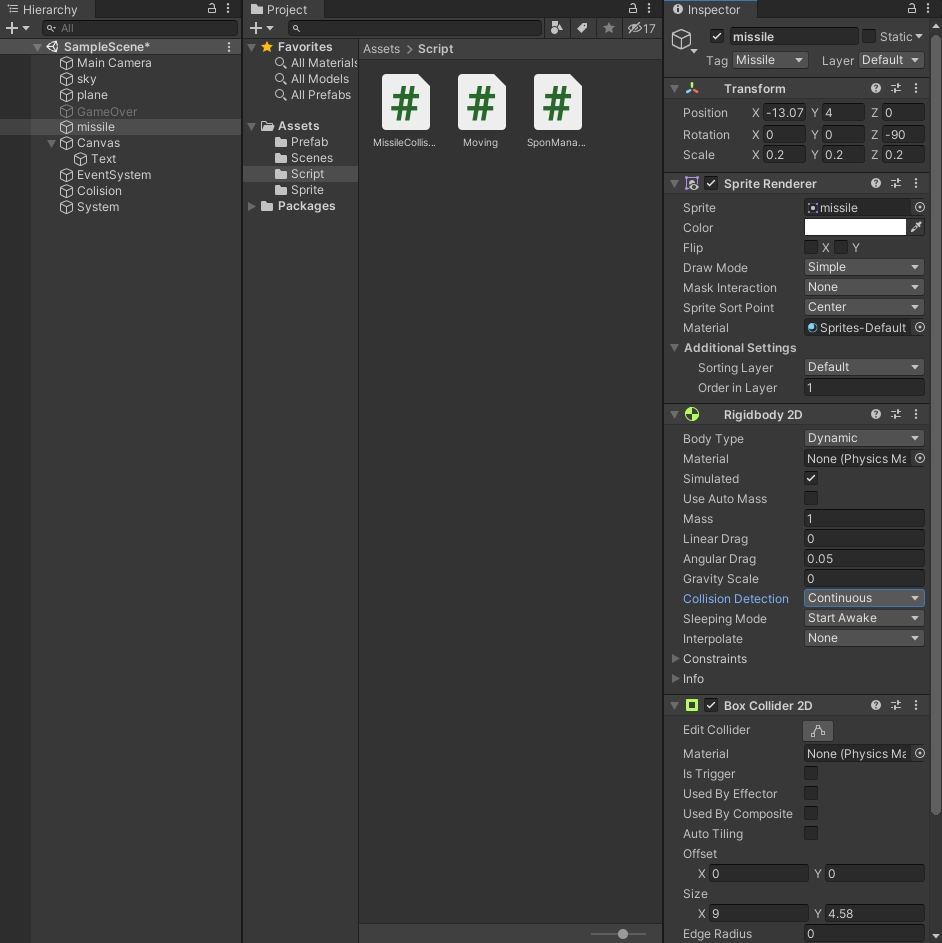 Hierarchy
All
SampleScene*
Main Camera
sky
plane
GameOver
missile
Canvas
Text
EventSystem
Colision
System
Project
17
Favorites
All Materials
All Models
All Prefabs
Assets
Prefab
Scenes
Script
Sprite
Packages
Assets > Script
MissileCollis...
Moving
SponMana...
Inspector
missile
Static
Tag Missile Layer Default
Transform
Position X -13.07 Y 4 Z 0
Rotation X 0 Y 0 Z -90
Scale X 0.2 Y 0.2 Z 0.2
Sprite Renderer
Sprite missile
Color
Flip X Y
Draw Mode Simple
Mask Interaction None
Sprite Sort Point Center
Material Sprites-Default
Additional Settings
Sorting Layer Default
Order in Layer 1
Rigidbody 2D
Body Type Dynamic
Material None (Physics Ma
Simulated
Use Auto Mass
Mass 1
Linear Drag 0
Angular Drag 0.05
Gravity Scale 0
Collision Detection Continuous
Sleeping Mode Start Awake
Interpolate None
Constraints
Info
Box Collider 2D
Edit Collider
Material None (Physics Ma
Is Trigger
Used By Effector
Used By Composite
Auto Tiling
Offset
X 0 Y 0
Size
X 9 Y 4.58
Edge Radius 0